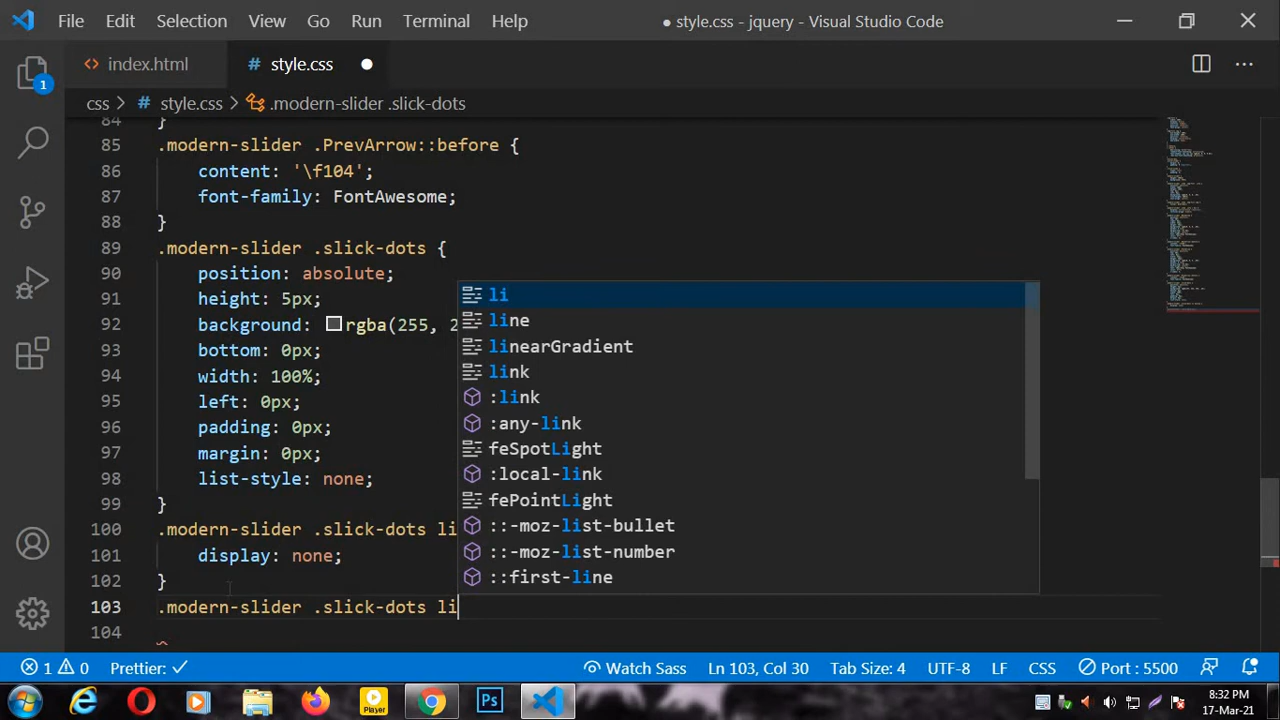 File Edit Selection View Go Run Terminal Help ● style.css - jquery - Visual Studio Code
<> index.html # style.css ●
css > # style.css > .modern-slider .slick-dots
84 }
85 .modern-slider .PrevArrow::before {
86 content: '\f104';
87 font-family: FontAwesome;
88 }
89 .modern-slider .slick-dots {
90 position: absolute;
91 height: 5px;
92 background: rgba(255, 2
93 bottom: 0px;
94 width: 100%;
95 left: 0px;
96 padding: 0px;
97 margin: 0px;
98 list-style: none;
99 }
100 .modern-slider .slick-dots li
101 display: none;
102 }
103 .modern-slider .slick-dots li
104
li
line
linearGradient
link
:link
:any-link
feSpotLight
:local-link
fePointLight
::-moz-list-bullet
::-moz-list-number
::first-line
1
1 0 Prettier: ✓ Watch Sass Ln 103, Col 30 Tab Size: 4 UTF-8 LF CSS Port : 5500
Player Ps 8:32 PM
17-Mar-21